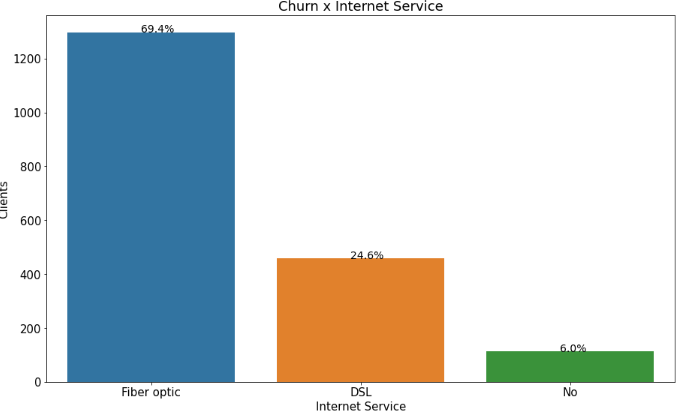 Churn x Internet Service
69.4%
24.6%
6.0%
Clients
1200
1000
800
600
400
200
0
Fiber optic DSL No
Internet Service